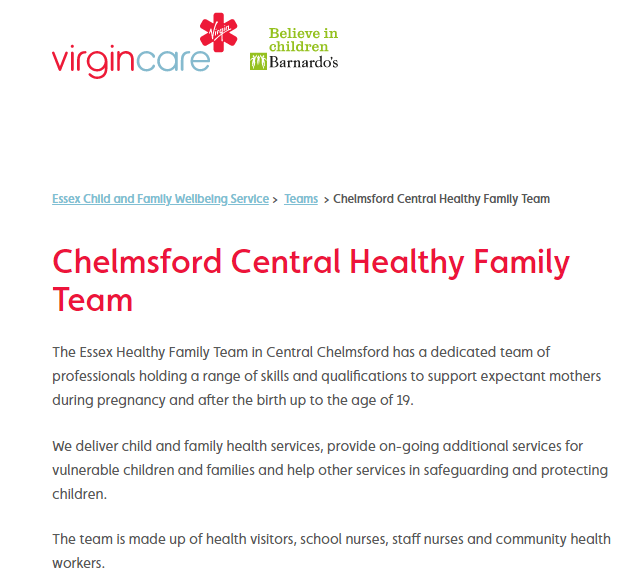 Virgin
virgincare
Believe in
children
Barnardo's
Essex Child and Family Wellbeing Service > Teams > Chelmsford Central Healthy Family Team
Chelmsford Central Healthy Family
Team
The Essex Healthy Family Team in Central Chelmsford has a dedicated team of
professionals holding a range of skills and qualifications to support expectant mothers
during pregnancy and after the birth up to the age of 19.
We deliver child and family health services, provide on-going additional services for
vulnerable children and families and help other services in safeguarding and protecting
children.
The team is made up of health visitors, school nurses, staff nurses and community health
workers.